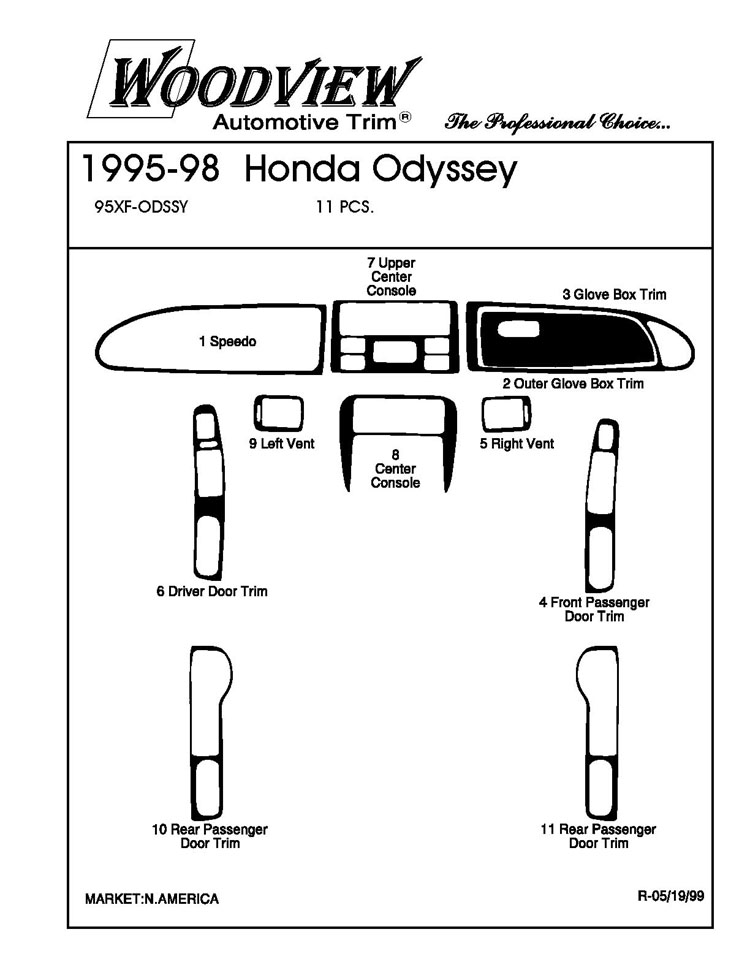 WOODVIEW
Automotive Trim®
The Professional Choice...
1995-98 Honda Odyssey
95XF-ODSSY 11 PCS.
7 Upper
Center
Console
3 Glove Box Trim
1 Speedo
2 Outer Glove Box Trim
9 Left Vent
8
Center
Console
5 Right Vent
6 Driver Door Trim
4 Front Passenger
Door Trim
10 Rear Passenger
Door Trim
11 Rear Passenger
Door Trim
MARKET:N.AMERICA
R-05/19/99